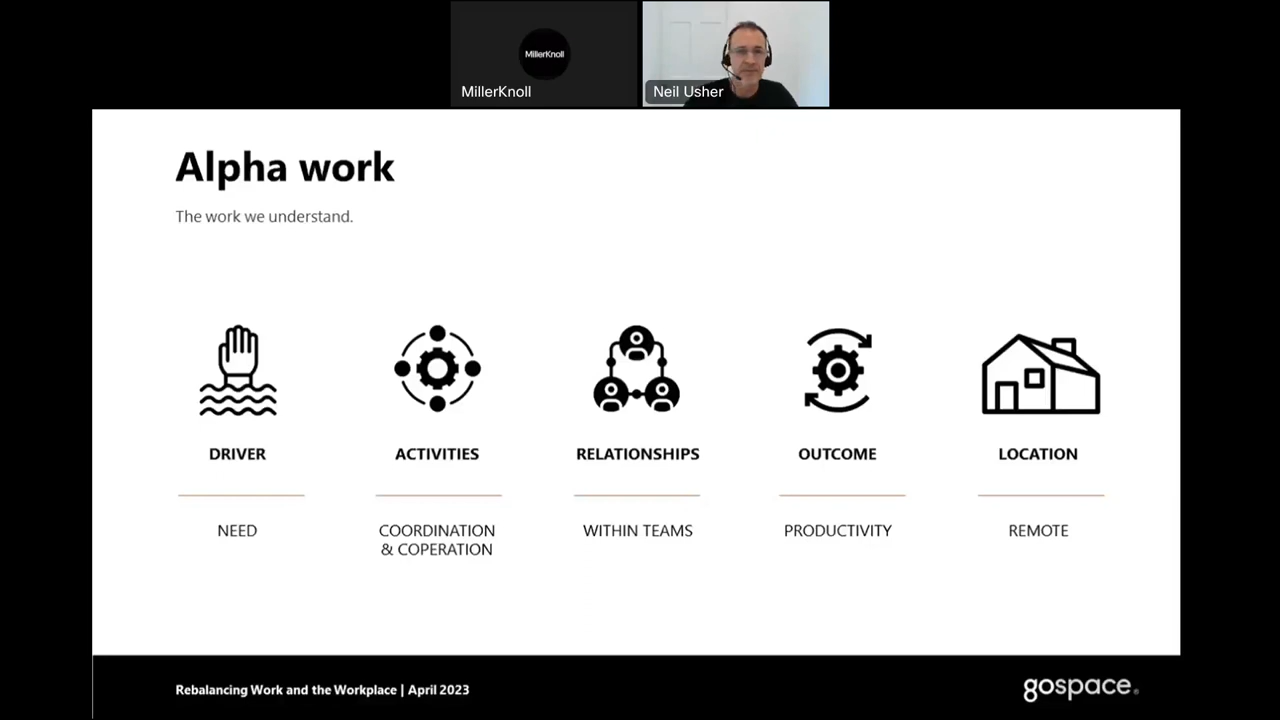 MillerKnoll
MillerKnoll
Neil Usher
Alpha work
The work we understand.
DRIVER
ACTIVITIES
RELATIONSHIPS
OUTCOME
LOCATION
NEED
COORDINATION
& COPERATION
WITHIN TEAMS
PRODUCTIVITY
REMOTE
Rebalancing Work and the Workplace | April 2023
gospace®